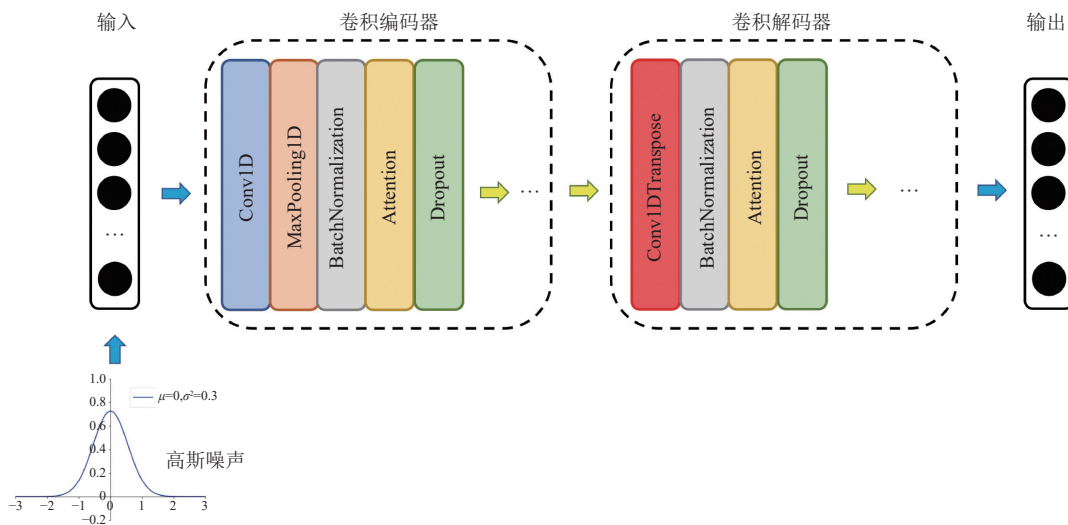 输入
卷积编码器
卷积解码器
输出
Conv1D
MaxPooling1D
BatchNormalization
Attention
Dropout
…
Conv1DTranspose
BatchNormalization
Attention
Dropout
…
…
…
1.0
0.8
0.6
0.4
0.2
0
−0.2
−3
−2
−1
0
1
2
3
μ=0,σ²=0.3
高斯噪声